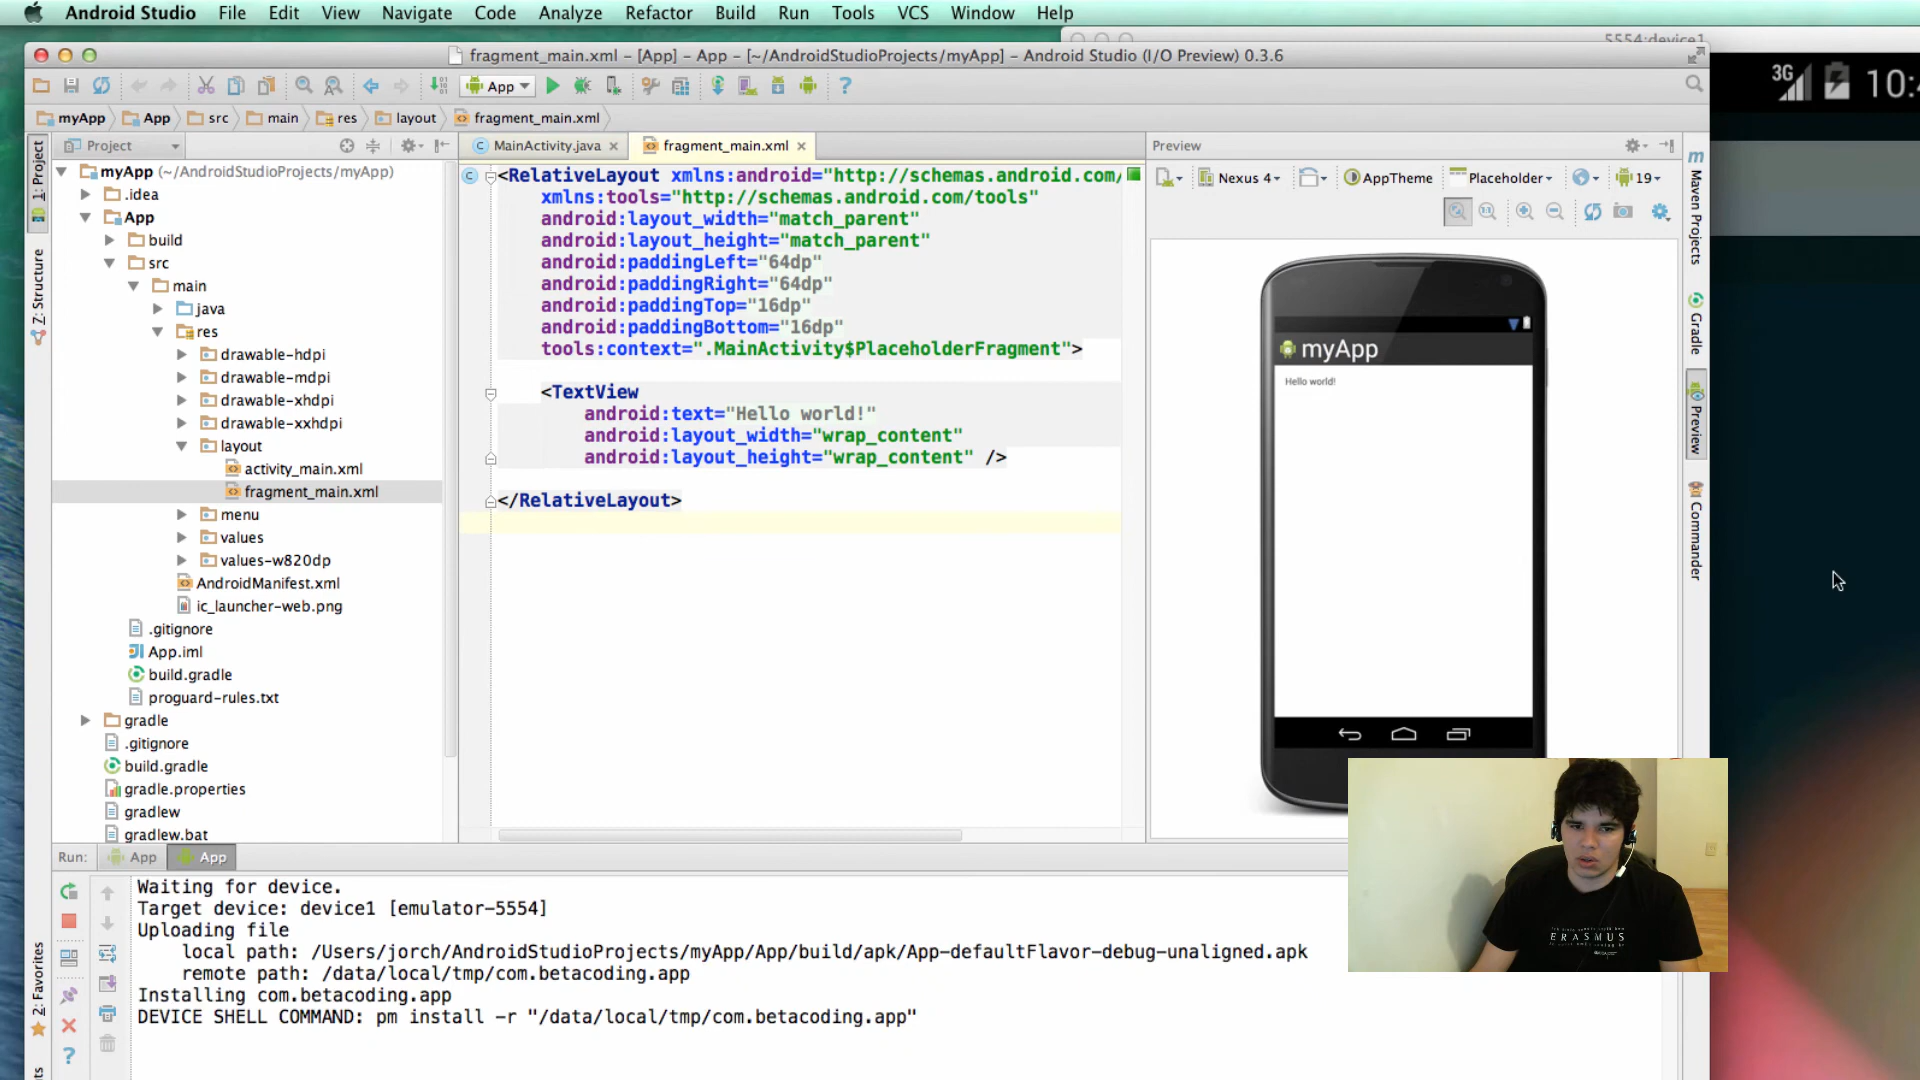 Android Studio File Edit View Navigate Code Analyze Refactor Build Run Tools VCS Window Help
5554:device1
fragment_main.xml – [App] – App – [~/AndroidStudioProjects/myApp] – Android Studio (I/O Preview) 0.3.6
App
3G 10:
myApp App src main res layout fragment_main.xml
Project MainActivity.java fragment_main.xml Preview
1: Project
Z: Structure
2: Favorites
myApp (~/AndroidStudioProjects/myApp)
.idea
App
build
src
main
java
res
drawable-hdpi
drawable-mdpi
drawable-xhdpi
drawable-xxhdpi
layout
activity_main.xml
fragment_main.xml
menu
values
values-w820dp
AndroidManifest.xml
ic_launcher-web.png
.gitignore
App.iml
build.gradle
proguard-rules.txt
gradle
.gitignore
build.gradle
gradle.properties
gradlew
gradlew.bat
<RelativeLayout xmlns:android="http://schemas.android.com/
xmlns:tools="http://schemas.android.com/tools"
android:layout_width="match_parent"
android:layout_height="match_parent"
android:paddingLeft="64dp"
android:paddingRight="64dp"
android:paddingTop="16dp"
android:paddingBottom="16dp"
tools:context=".MainActivity$PlaceholderFragment">
<TextView
android:text="Hello world!"
android:layout_width="wrap_content"
android:layout_height="wrap_content" />
</RelativeLayout>
Nexus 4 AppTheme Placeholder 19
myApp
Hello world!
Maven Projects
Gradle
Preview
Commander
Run: App App
Waiting for device.
Target device: device1 [emulator-5554]
Uploading file
local path: /Users/jorch/AndroidStudioProjects/myApp/App/build/apk/App-defaultFlavor-debug-unaligned.apk
remote path: /data/local/tmp/com.betacoding.app
Installing com.betacoding.app
DEVICE SHELL COMMAND: pm install -r "/data/local/tmp/com.betacoding.app"
ERASMUS